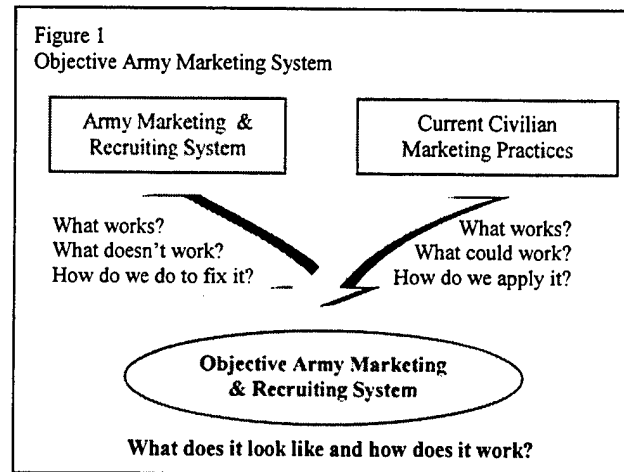 Figure 1
Objective Army Marketing System
Army Marketing &
Recruiting System
Current Civilian
Marketing Practices
What works?
What doesn't work?
How do we do to fix it?
What works?
What could work?
How do we apply it?
Objective Army Marketing
& Recruiting System
What does it look like and how does it work?